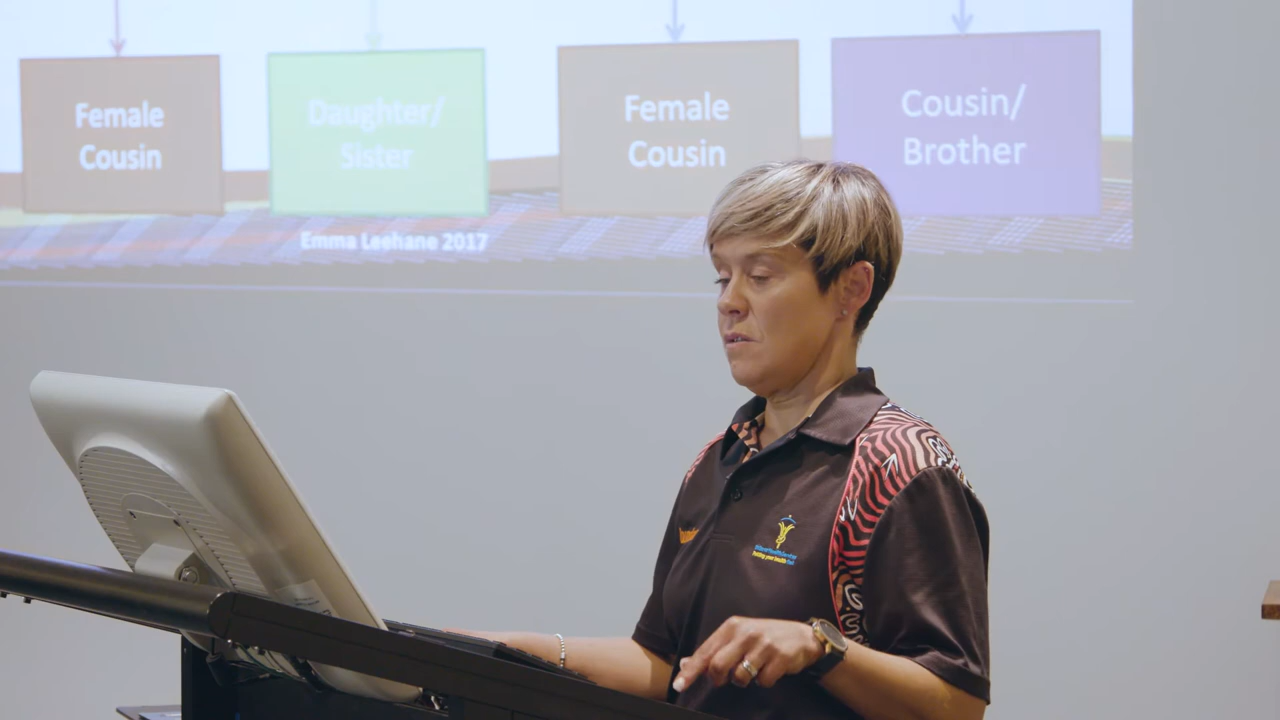 Female
Cousin
Daughter/
Sister
Female
Cousin
Cousin/
Brother
Emma Leehane 2017